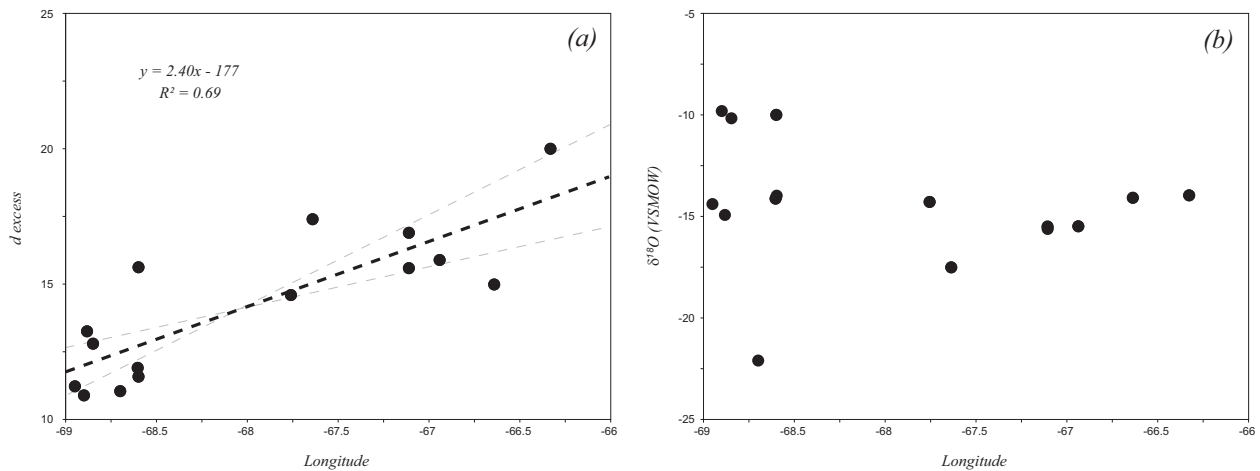 (a)
y = 2.40x - 177
R² = 0.69
25
20
15
10
d excess
-69
-68.5
-68
-67.5
-67
-66.5
-66
Longitude
(b)
-5
-10
-15
-20
-25
δ¹⁸O (VSMOW)
-69
-68.5
-68
-67.5
-67
-66.5
-66
Longitude